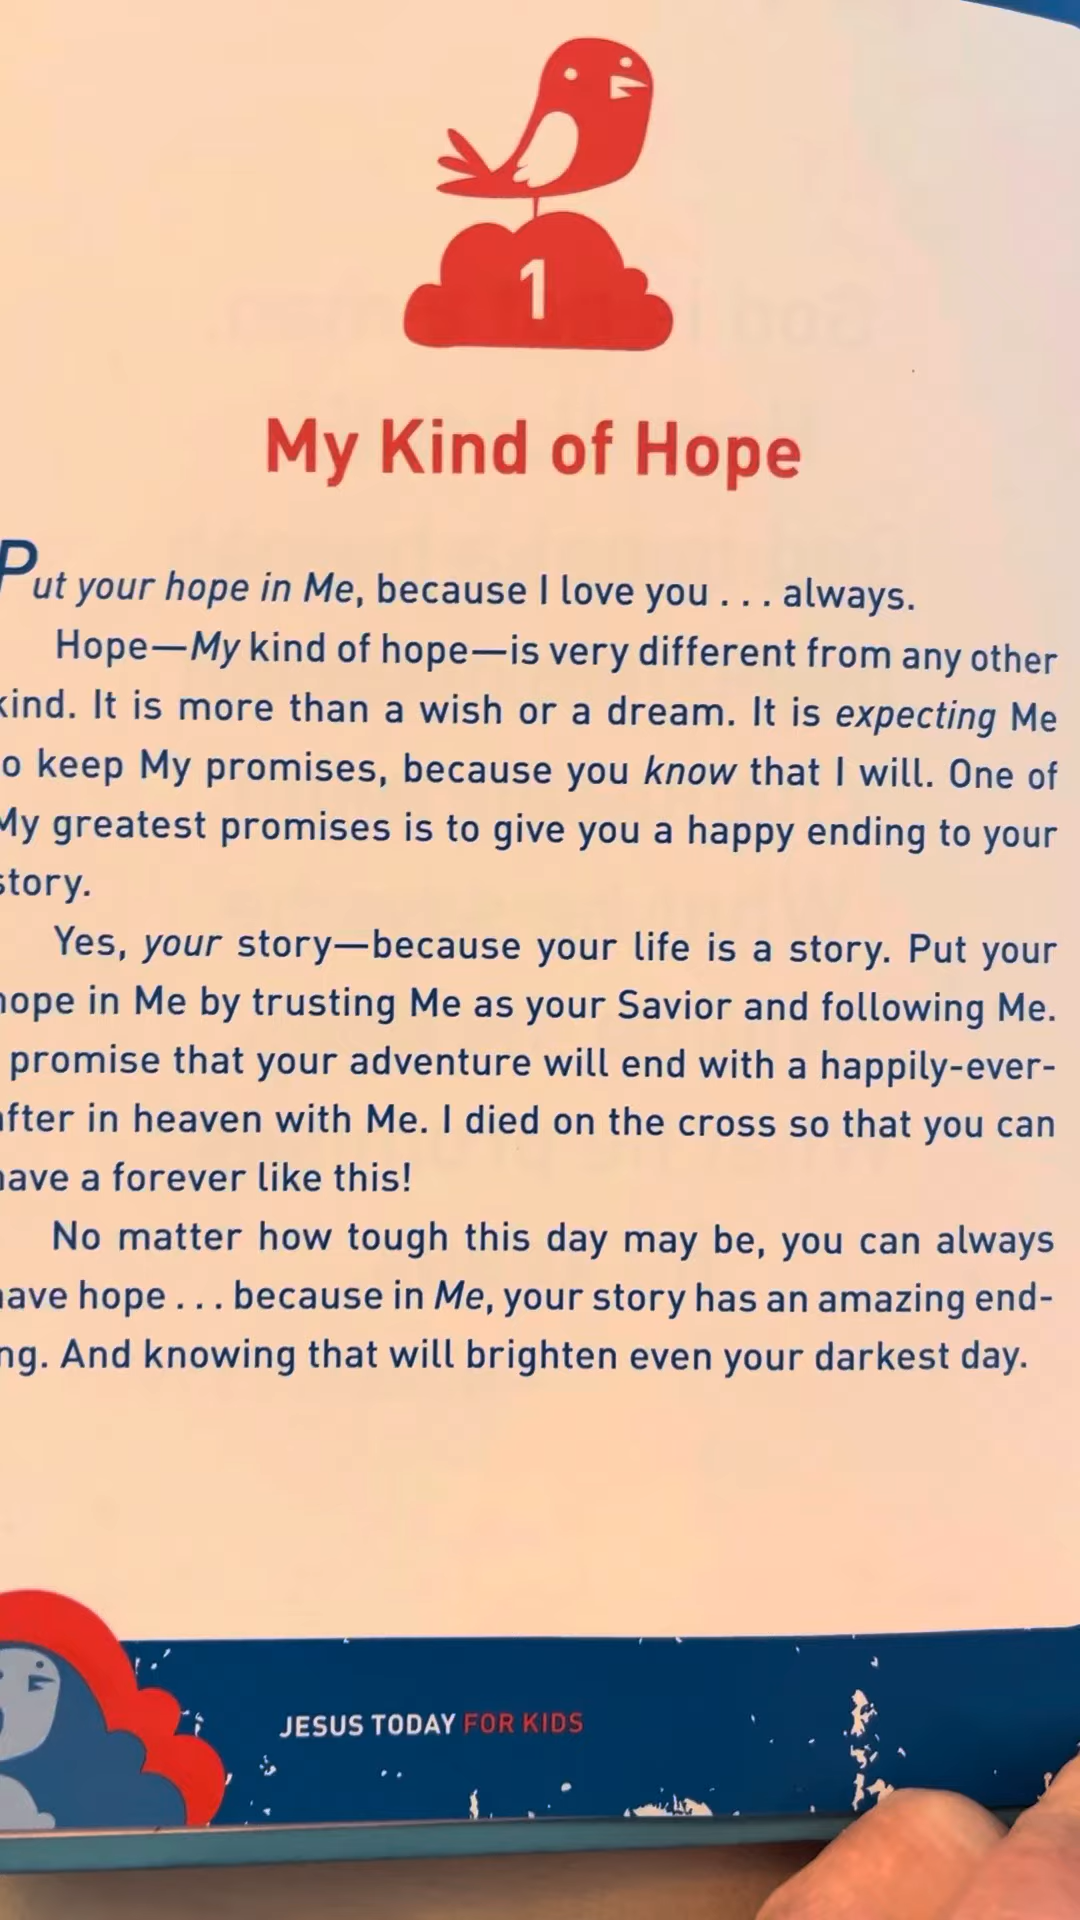 1
My Kind of Hope
Put your hope in Me, because I love you . . . always.
Hope—My kind of hope—is very different from any other
kind. It is more than a wish or a dream. It is expecting Me
o keep My promises, because you know that I will. One of
My greatest promises is to give you a happy ending to your
story.
Yes, your story—because your life is a story. Put your
hope in Me by trusting Me as your Savior and following Me.
promise that your adventure will end with a happily-ever-
after in heaven with Me. I died on the cross so that you can
have a forever like this!
No matter how tough this day may be, you can always
have hope . . . because in Me, your story has an amazing end-
ng. And knowing that will brighten even your darkest day.
JESUS TODAY FOR KIDS